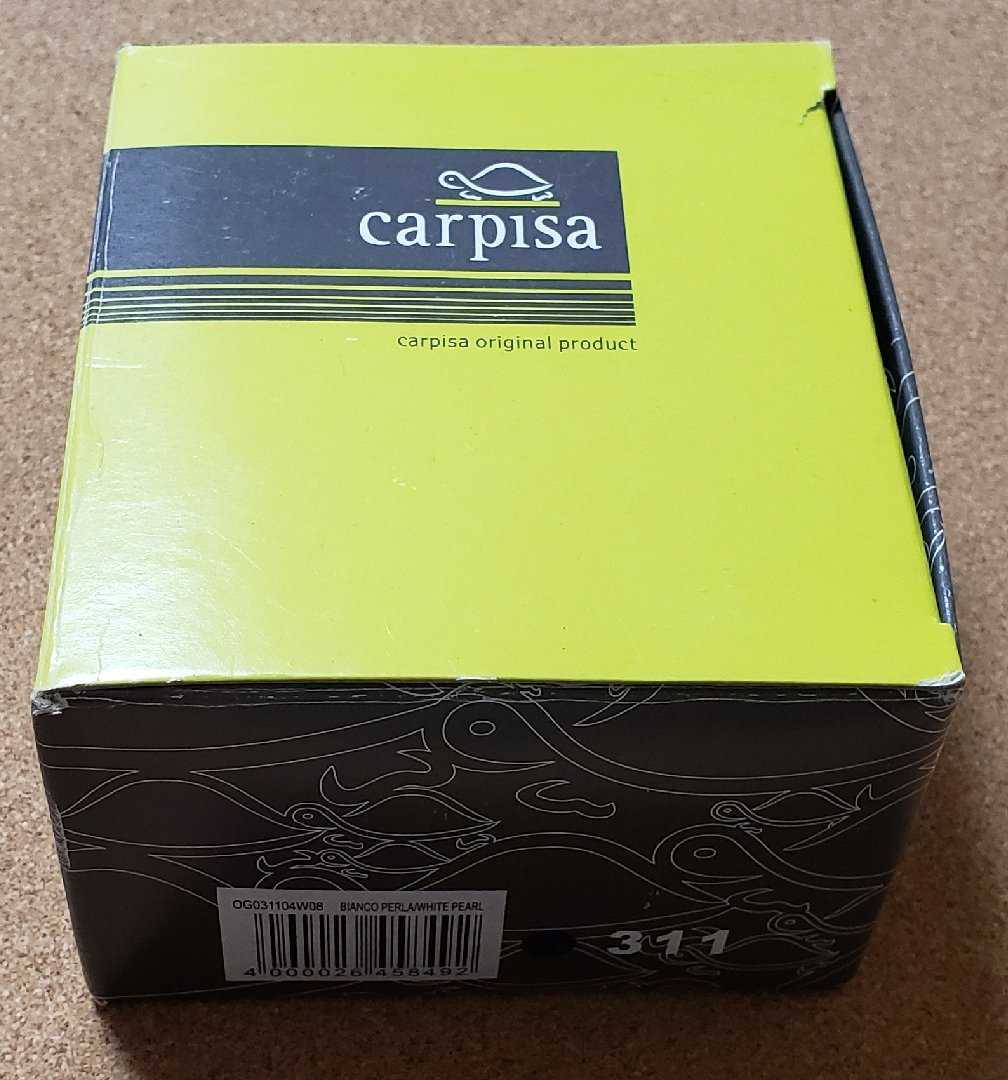 carpisa
carpisa original product
OG031104W08 BIANCO PERLA/WHITE PEARL
4 000026 458492
311